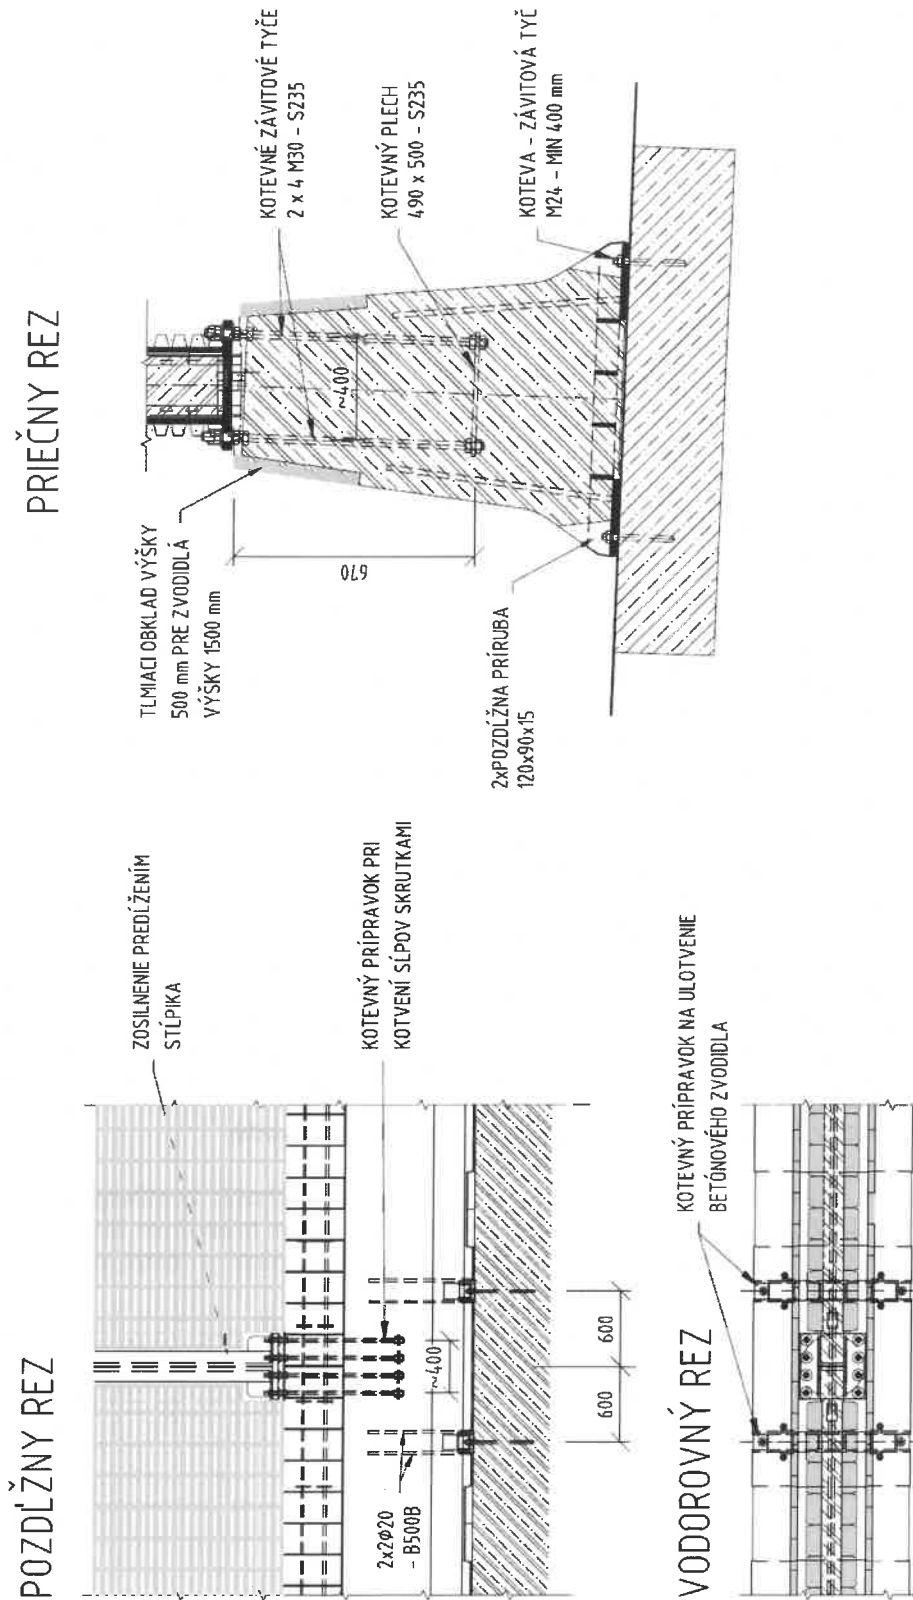 POZDĹŽNY REZ
ZOSILNENIE PREDĹŽENÍM
STĹPIKA
KOTEVNÝ PRÍPRAVOK PRI
KOTVENÍ SĹPOV SKRUTKAMI
2x2ϕ20
- B500B
~400
600
600
VODOROVNÝ REZ
KOTEVNÝ PRÍPRAVOK NA ULOTVENIE
BETÓNOVÉHO ZVODIDLA
PRIEČNY REZ
TLMIACI OBKLAD VÝŠKY
500 mm PRE ZVODIDLÁ
VÝŠKY 1500 mm
KOTEVNÉ ZÁVITOVÉ TYČE
2 x 4 M30 - S235
KOTEVNÝ PLECH
490 x 500 - S235
KOTEVA - ZÁVITOVÁ TYČ
M24 - MIN 400 mm
~400
670
2xPOZDĹŽNA PRÍRUBA
120x90x15